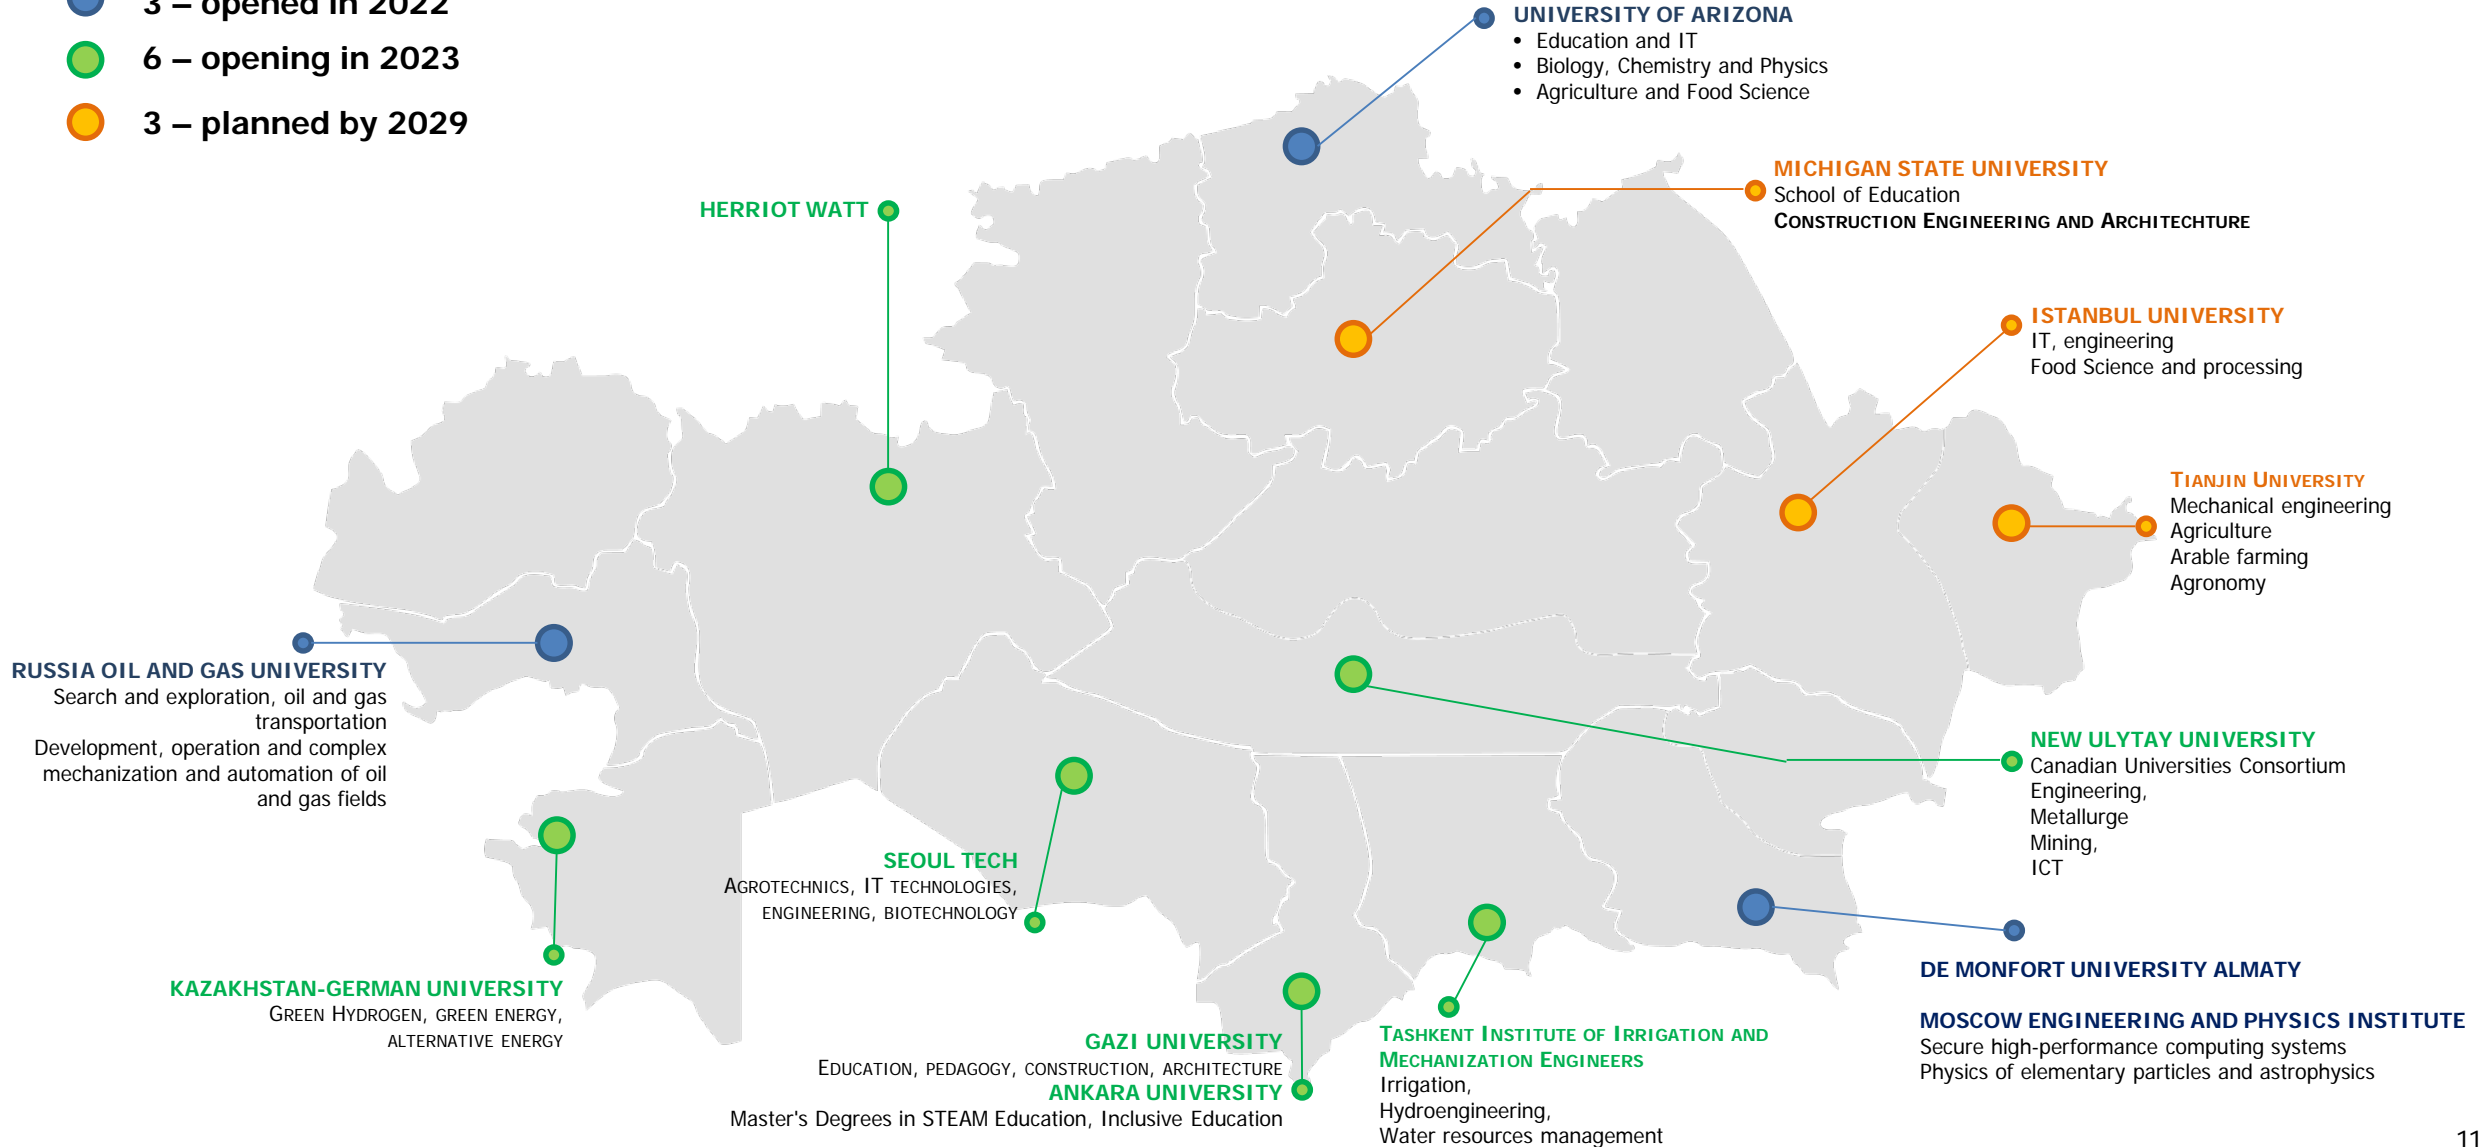 3 – opened in 2022
6 – opening in 2023
3 – planned by 2029
UNIVERSITY OF ARIZONA
• Education and IT
• Biology, Chemistry and Physics
• Agriculture and Food Science
MICHIGAN STATE UNIVERSITY
School of Education
CONSTRUCTION ENGINEERING AND ARCHITECHTURE
HERRIOT WATT
ISTANBUL UNIVERSITY
IT, engineering
Food Science and processing
TIANJIN UNIVERSITY
Mechanical engineering
Agriculture
Arable farming
Agronomy
RUSSIA OIL AND GAS UNIVERSITY
Search and exploration, oil and gas
transportation
Development, operation and complex
mechanization and automation of oil
and gas fields
NEW ULYTAY UNIVERSITY
Canadian Universities Consortium
Engineering,
Metallurge
Mining,
ICT
SEOUL TECH
AGROTECHNICS, IT TECHNOLOGIES,
ENGINEERING, BIOTECHNOLOGY
KAZAKHSTAN-GERMAN UNIVERSITY
GREEN HYDROGEN, GREEN ENERGY,
ALTERNATIVE ENERGY
GAZI UNIVERSITY
EDUCATION, PEDAGOGY, CONSTRUCTION, ARCHITECTURE
ANKARA UNIVERSITY
Master's Degrees in STEAM Education, Inclusive Education
TASHKENT INSTITUTE OF IRRIGATION AND
MECHANIZATION ENGINEERS
Irrigation,
Hydroengineering,
Water resources management
DE MONFORT UNIVERSITY ALMATY
MOSCOW ENGINEERING AND PHYSICS INSTITUTE
Secure high-performance computing systems
Physics of elementary particles and astrophysics
11